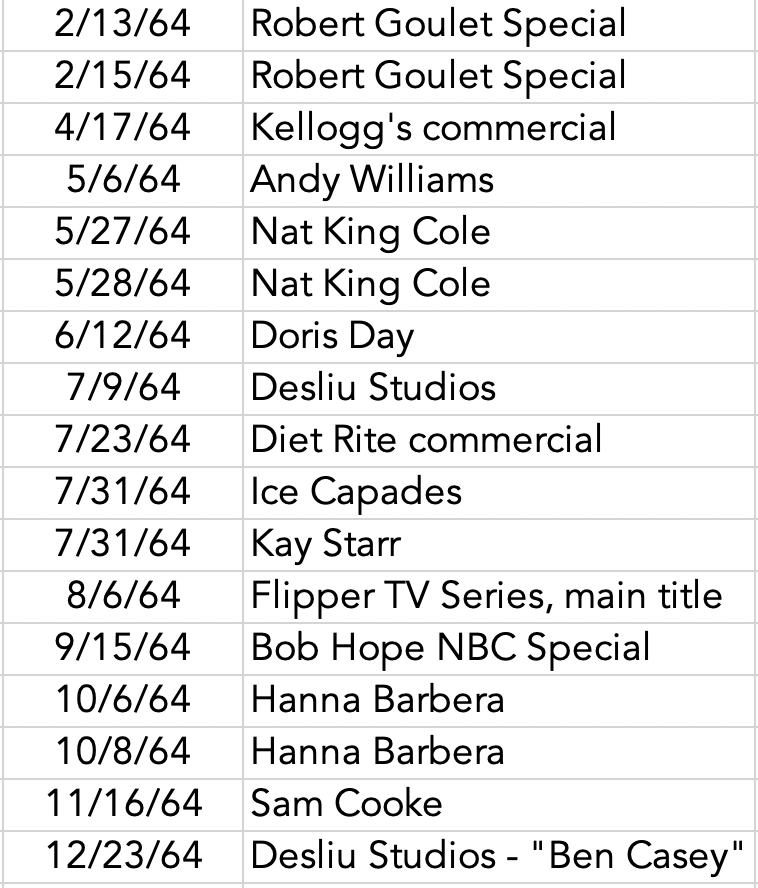 2/13/64 Robert Goulet Special
2/15/64 Robert Goulet Special
4/17/64 Kellogg's commercial
5/6/64 Andy Williams
5/27/64 Nat King Cole
5/28/64 Nat King Cole
6/12/64 Doris Day
7/9/64 Desliu Studios
7/23/64 Diet Rite commercial
7/31/64 Ice Capades
7/31/64 Kay Starr
8/6/64 Flipper TV Series, main title
9/15/64 Bob Hope NBC Special
10/6/64 Hanna Barbera
10/8/64 Hanna Barbera
11/16/64 Sam Cooke
12/23/64 Desliu Studios - "Ben Casey"